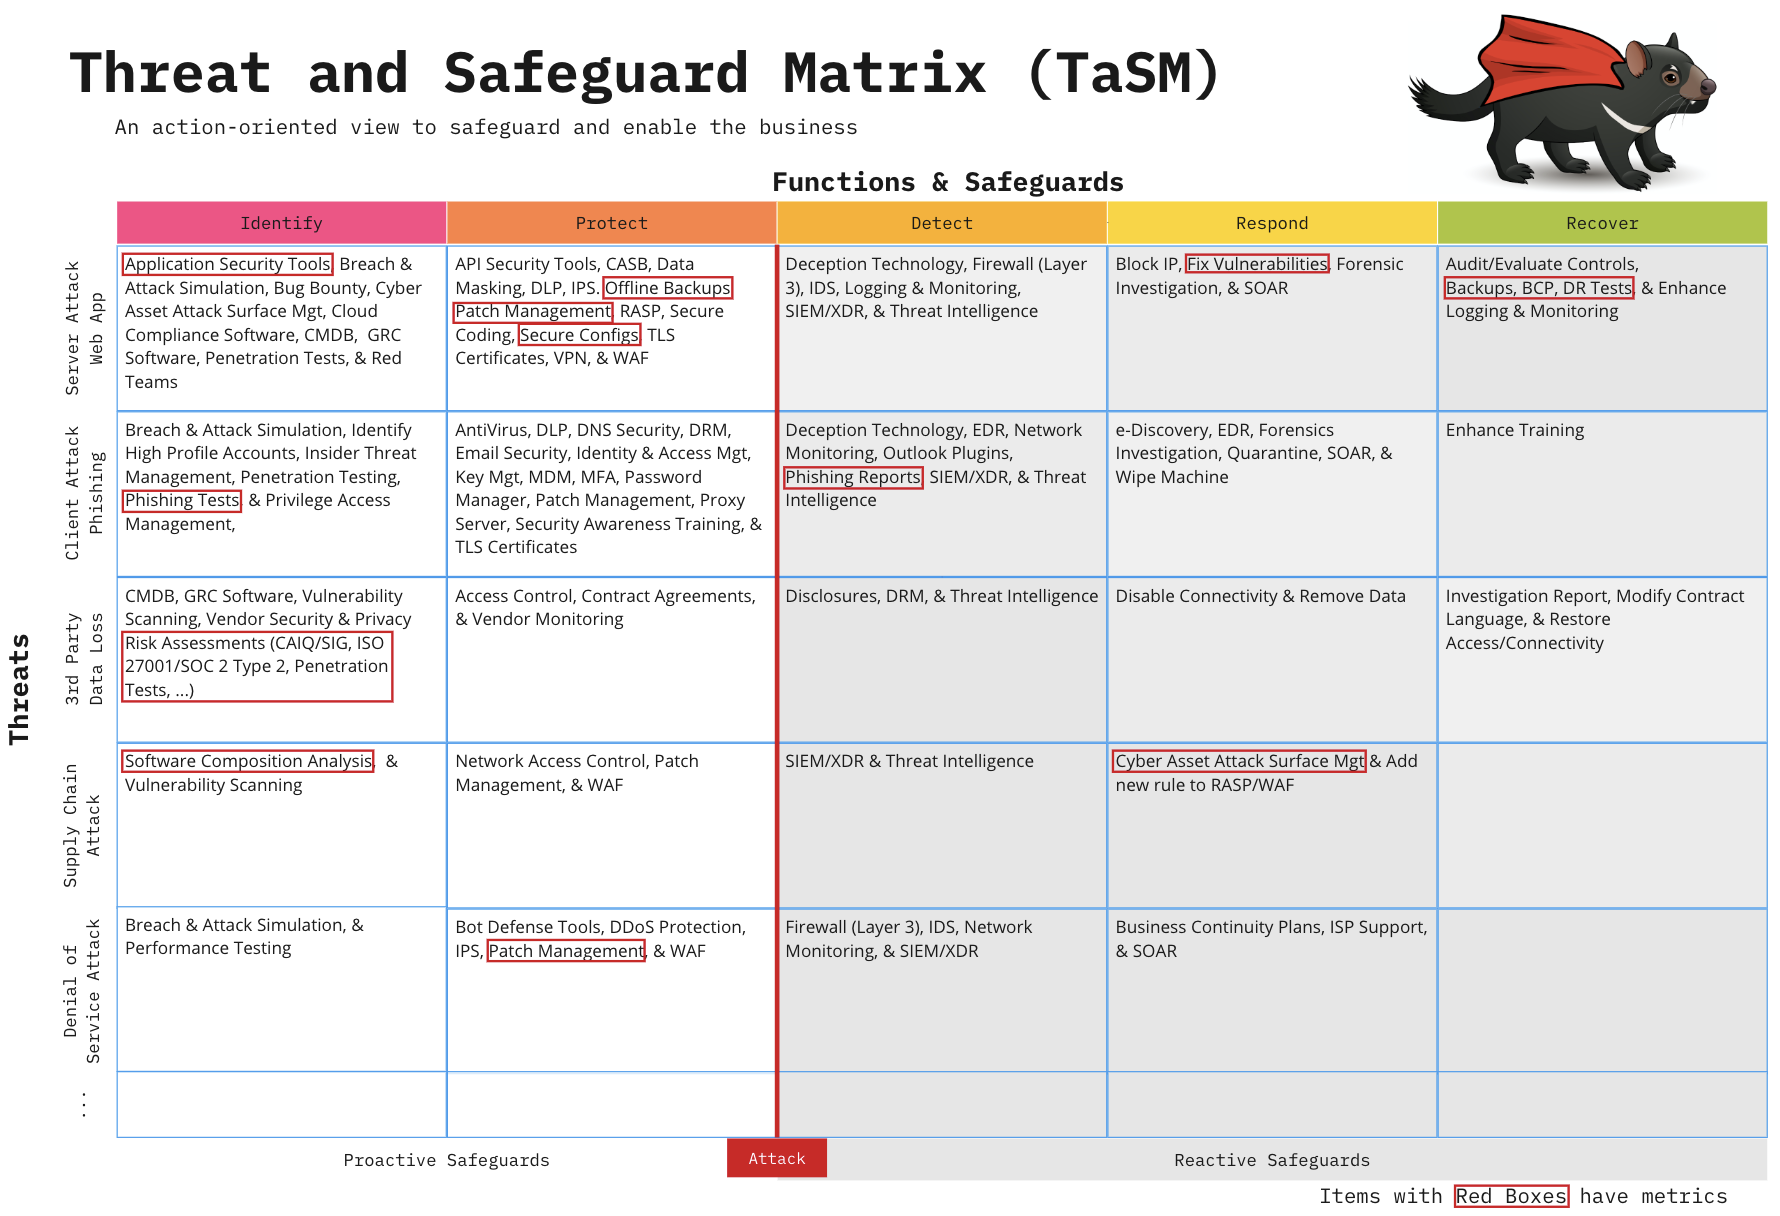 Threat and Safeguard Matrix (TaSM)
An action-oriented view to safeguard and enable the business
Functions & Safeguards
Identify
Protect
Detect
Respond
Recover
Threats
Server Attack
Web App
Application Security Tools, Breach &
Attack Simulation, Bug Bounty, Cyber
Asset Attack Surface Mgt, Cloud
Compliance Software, CMDB,  GRC
Software, Penetration Tests, & Red
Teams
API Security Tools, CASB, Data
Masking, DLP, IPS. Offline Backups,
Patch Management, RASP, Secure
Coding, Secure Configs, TLS
Certificates, VPN, & WAF
Deception Technology, Firewall (Layer
3), IDS, Logging & Monitoring,
SIEM/XDR, & Threat Intelligence
Block IP, Fix Vulnerabilities, Forensic
Investigation, & SOAR
Audit/Evaluate Controls,
Backups, BCP, DR Tests, & Enhance
Logging & Monitoring
Client Attack
Phishing
Breach & Attack Simulation, Identify
High Profile Accounts, Insider Threat
Management, Penetration Testing,
Phishing Tests, & Privilege Access
Management,
AntiVirus, DLP, DNS Security, DRM,
Email Security, Identity & Access Mgt,
Key Mgt, MDM, MFA, Password
Manager, Patch Management, Proxy
Server, Security Awareness Training, &
TLS Certificates
Deception Technology, EDR, Network
Monitoring, Outlook Plugins,
Phishing Reports, SIEM/XDR, & Threat
Intelligence
e-Discovery, EDR, Forensics
Investigation, Quarantine, SOAR, &
Wipe Machine
Enhance Training
3rd Party
Data Loss
CMDB, GRC Software, Vulnerability
Scanning, Vendor Security & Privacy
Risk Assessments (CAIQ/SIG, ISO
27001/SOC 2 Type 2, Penetration
Tests, ...)
Access Control, Contract Agreements,
& Vendor Monitoring
Disclosures, DRM, & Threat Intelligence
Disable Connectivity & Remove Data
Investigation Report, Modify Contract
Language, & Restore
Access/Connectivity
Supply Chain
Attack
Software Composition Analysis,  &
Vulnerability Scanning
Network Access Control, Patch
Management, & WAF
SIEM/XDR & Threat Intelligence
Cyber Asset Attack Surface Mgt & Add
new rule to RASP/WAF
Denial of
Service Attack
Breach & Attack Simulation, &
Performance Testing
Bot Defense Tools, DDoS Protection,
IPS, Patch Management, & WAF
Firewall (Layer 3), IDS, Network
Monitoring, & SIEM/XDR
Business Continuity Plans, ISP Support,
& SOAR
...
Proactive Safeguards
Attack
Reactive Safeguards
Items with Red Boxes have metrics